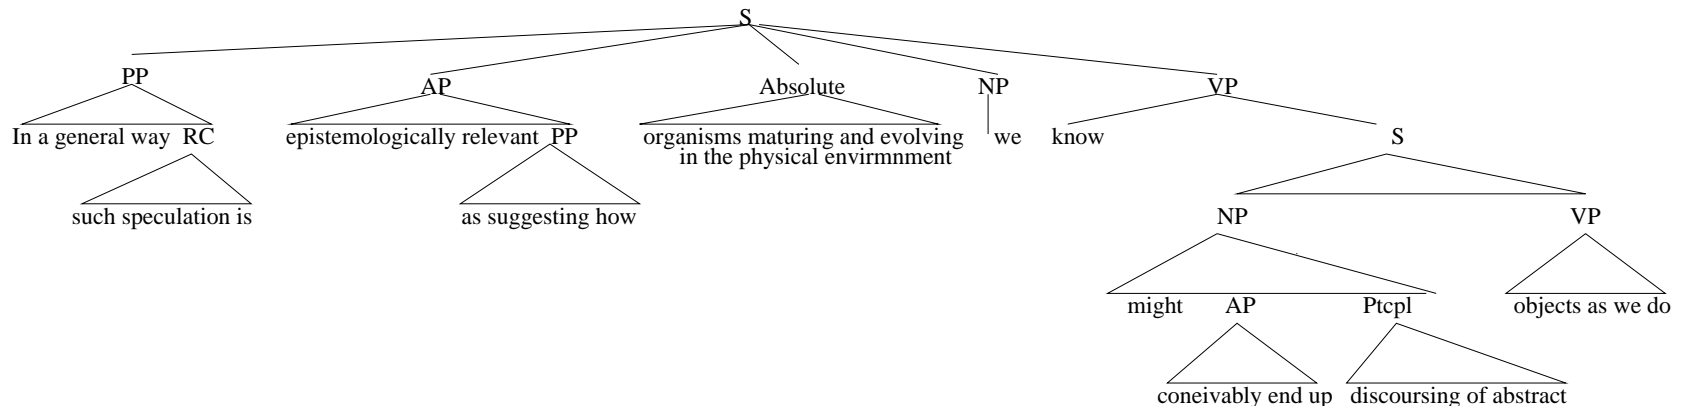 S
PP AP Absolute NP VP
In a general way RC epistemologically relevant PP organisms maturing and evolving we know S
in the physical envirmnment
such speculation is as suggesting how NP VP
might AP Ptcpl objects as we do
coneivably end up discoursing of abstract